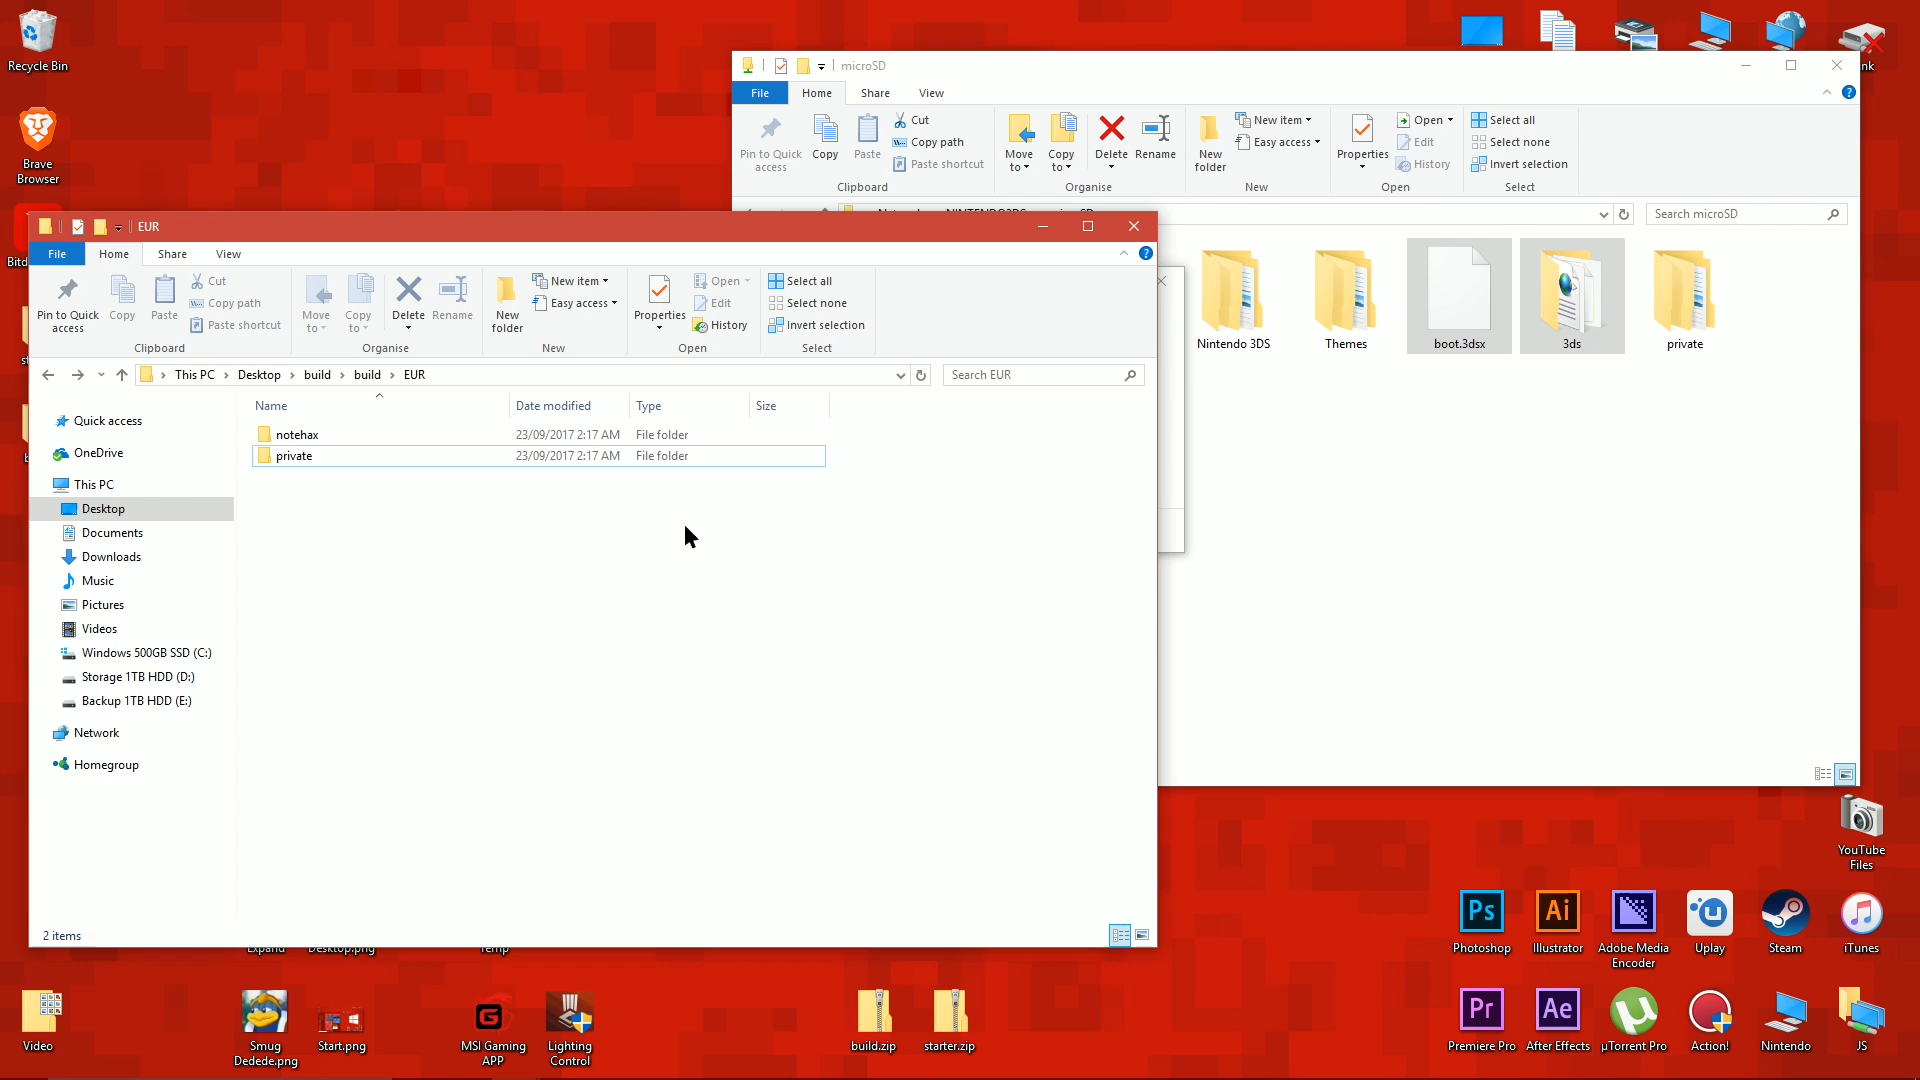 Recycle Bin
Brave
Browser
microSD
File
Home
Share
View
Pin to Quick
access
Copy
Paste
Cut
Copy path
Paste shortcut
Clipboard
Move
to
Copy
to
Delete
Rename
Organise
New
folder
New item
Easy access
New
Properties
Open
Edit
History
Open
Select all
Select none
Invert selection
Select
Search microSD
Nintendo 3DS
Themes
boot.3dsx
3ds
private
EUR
File
Home
Share
View
Pin to Quick
access
Copy
Paste
Cut
Copy path
Paste shortcut
Clipboard
Move
to
Copy
to
Delete
Rename
Organise
New
folder
New item
Easy access
New
Properties
Open
Edit
History
Open
Select all
Select none
Invert selection
Select
This PC > Desktop > build > build > EUR
Search EUR
Name
Date modified
Type
Size
notehax 23/09/2017 2:17 AM File folder
private 23/09/2017 2:17 AM File folder
Quick access
OneDrive
This PC
Desktop
Documents
Downloads
Music
Pictures
Videos
Windows 500GB SSD (C:)
Storage 1TB HDD (D:)
Backup 1TB HDD (E:)
Network
Homegroup
2 items
Expand
Desktop.png
Temp
YouTube
Files
Ps
Photoshop
Ai
Illustrator
Adobe Media
Encoder
Uplay
Steam
iTunes
Video
Smug
Dedede.png
Start.png
MSI Gaming
APP
Lighting
Control
build.zip
starter.zip
Pr
Premiere Pro
Ae
After Effects
µTorrent Pro
Action!
Nintendo
JS